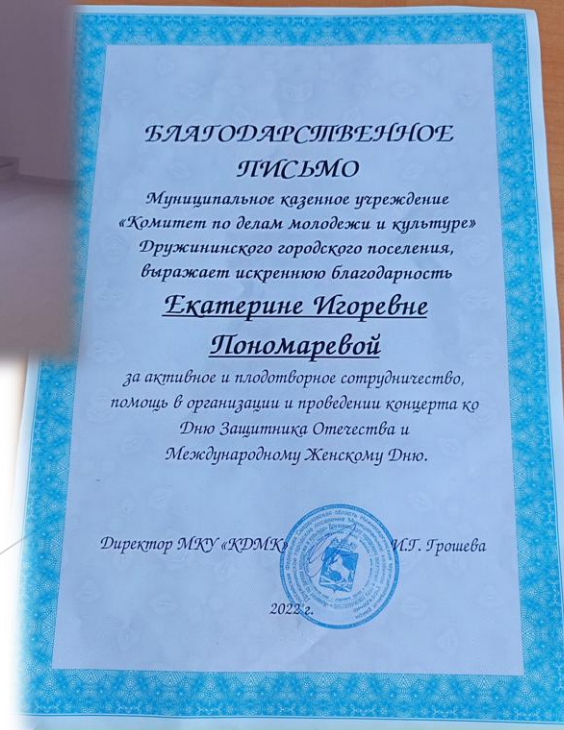 БЛАГОДАРСТВЕННОЕ
ПИСЬМО
Муниципальное казенное учреждение
«Комитет по делам молодежи и культуре»
Дружининского городского поселения,
выражает искреннюю благодарность
Екатерине Игоревне
Пономаревой
за активное и плодотворное сотрудничество,
помощь в организации и проведении концерта ко
Дню Защитника Отечества и
Международному Женскому Дню.
Директор МКУ «КДМК» И.Г. Грошева
2022 г.